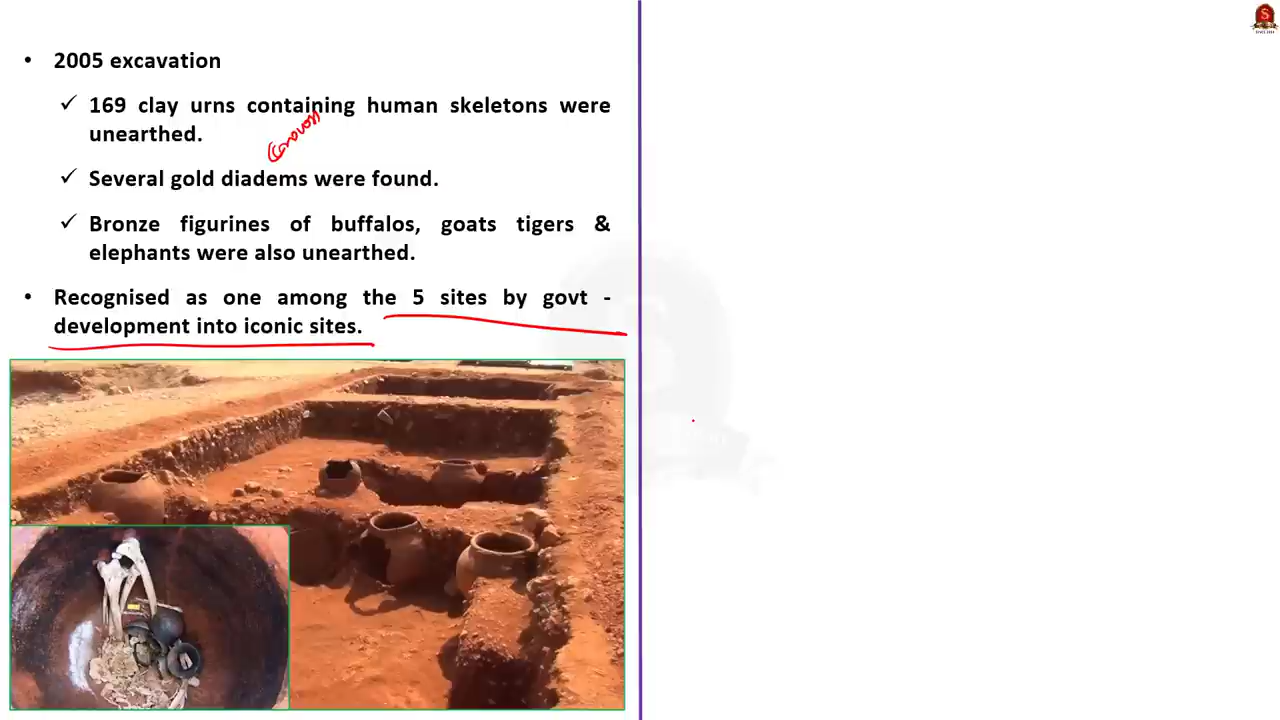 • 2005 excavation
✓ 169 clay urns containing human skeletons were
unearthed.
✓ Several gold diadems were found.
✓ Bronze figurines of buffalos, goats tigers &
elephants were also unearthed.
• Recognised as one among the 5 sites by govt -
development into iconic sites.